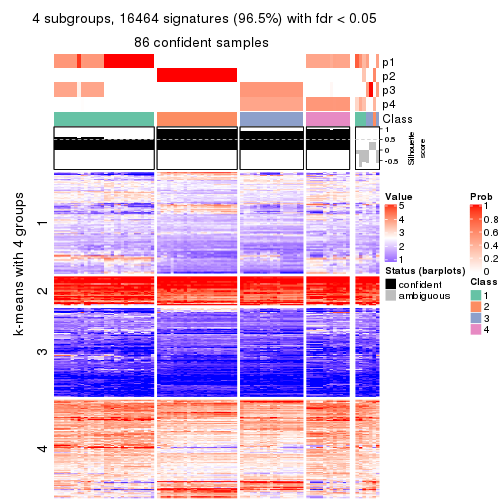 4 subgroups, 16464 signatures (96.5%) with fdr < 0.05
86 confident samples
p1
p2
p3
p4
Class
1
0.5
0
-0.5
Silhouette
score
k-means with 4 groups
1
2
3
4
Value
5
4
3
2
1
Status (barplots)
confident
ambiguous
Prob
1
0.8
0.6
0.4
0.2
0
Class
1
2
3
4